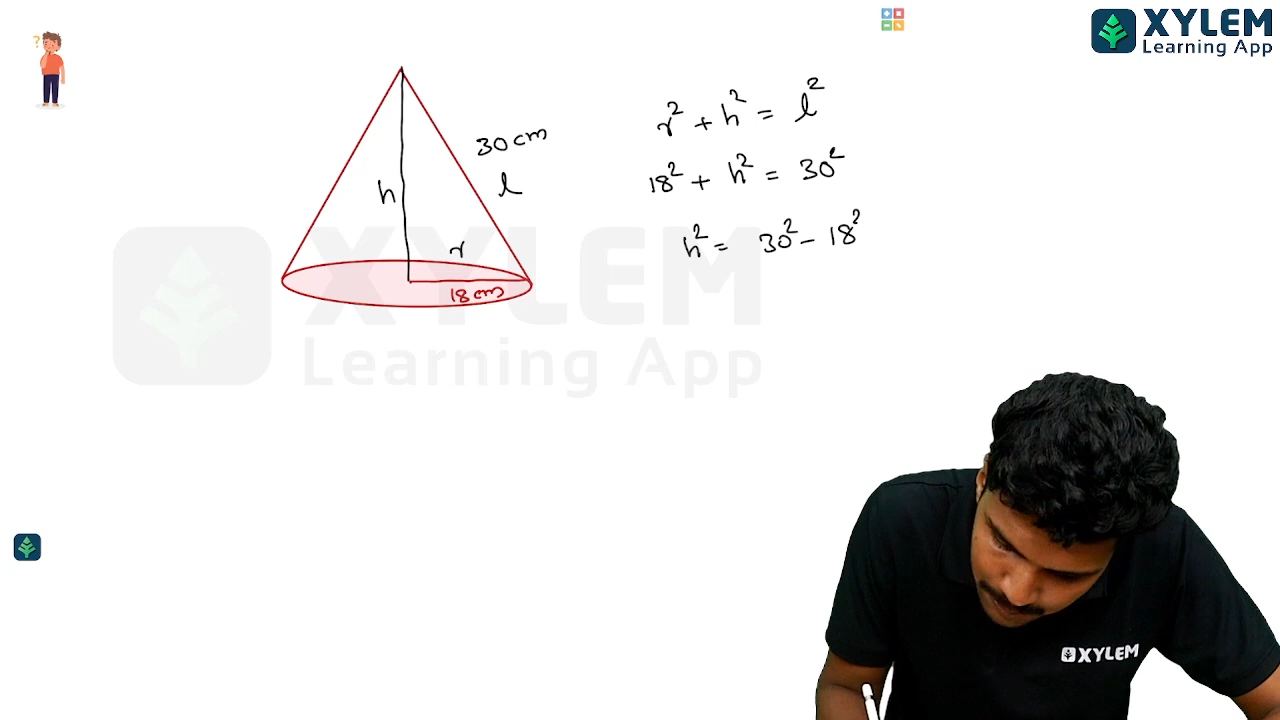 ?
XYLEM
Learning App
30 cm
h
l
r
18 cm
r² + h² = l²
18² + h² = 30²
h² = 30² - 18²
XYLEM
Learning App
XYLEM